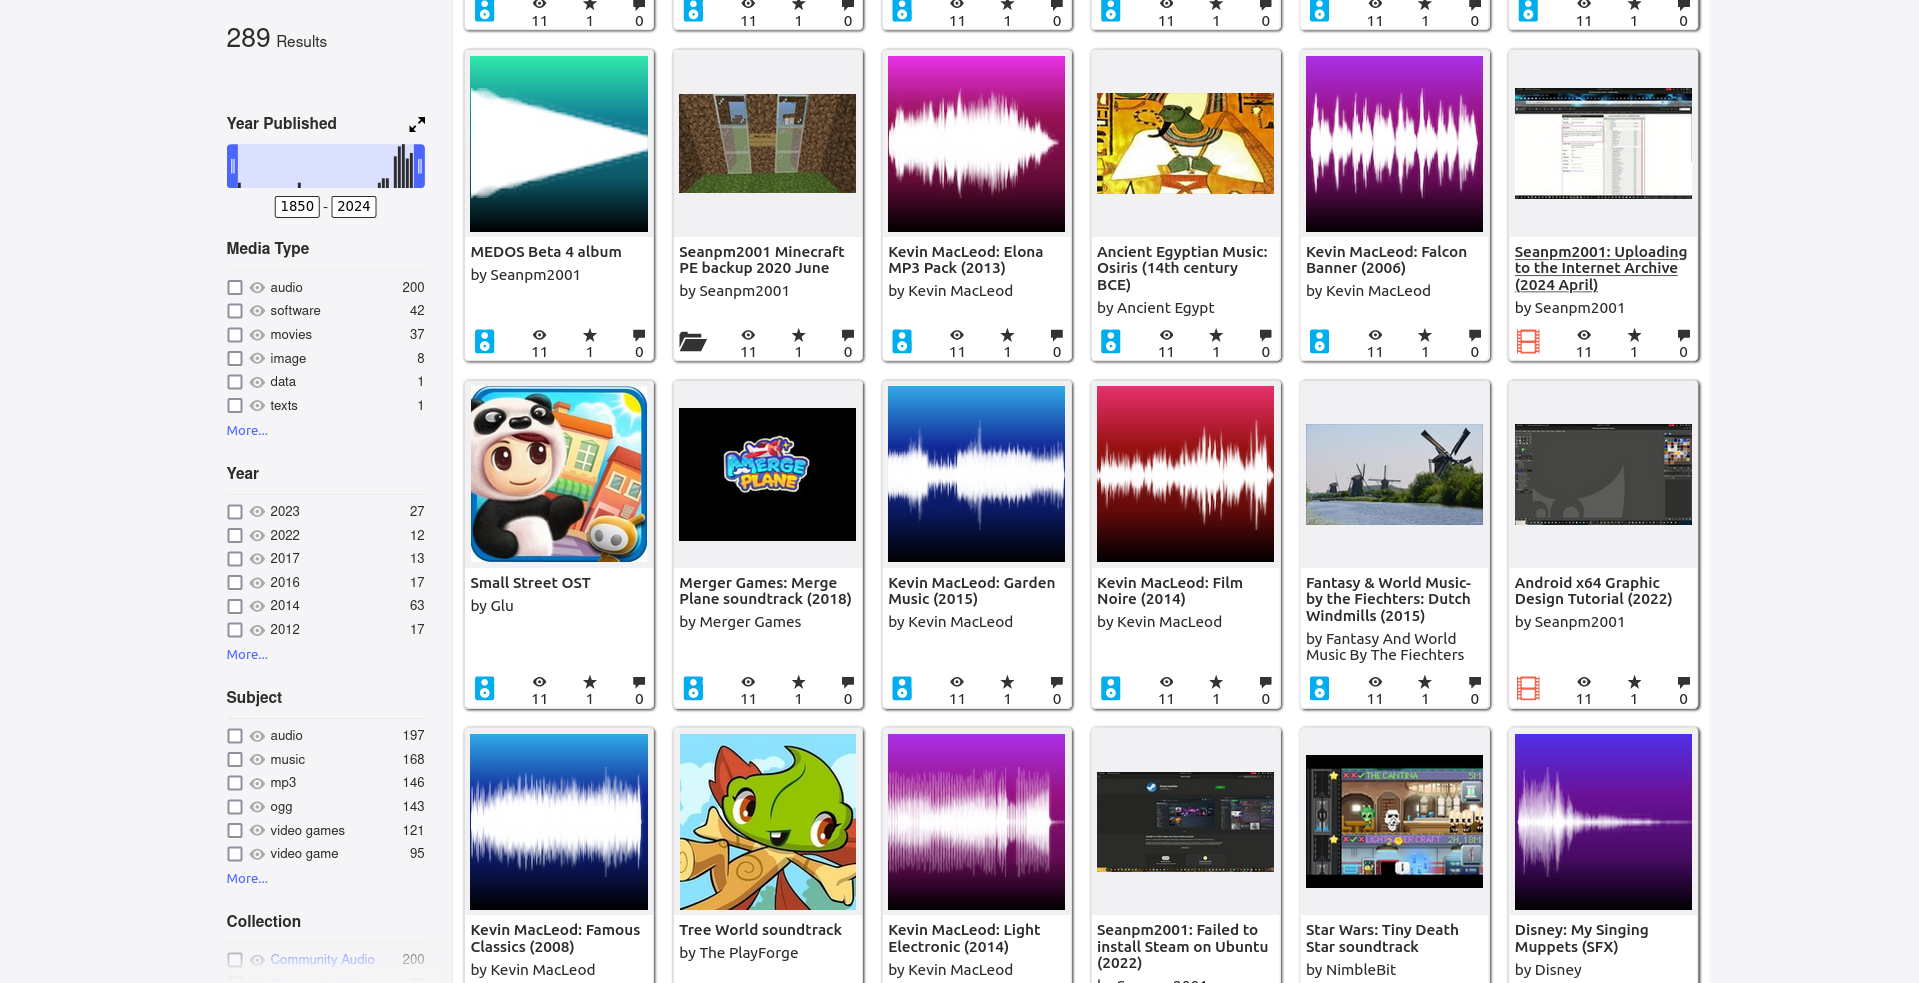 289 Results
Year Published
1850 - 2024
Media Type
audio 200
software 42
movies 37
image 8
data 1
texts 1
More...
Year
2023 27
2022 12
2017 13
2016 17
2014 63
2012 17
More...
Subject
audio 197
music 168
mp3 146
ogg 143
video games 121
video game 95
More...
Collection
Community Audio 200
11 1 0
11 1 0
11 1 0
11 1 0
11 1 0
11 1 0
MEDOS Beta 4 album
by Seanpm2001
11 1 0
Seanpm2001 Minecraft
PE backup 2020 June
by Seanpm2001
11 1 0
Kevin MacLeod: Elona
MP3 Pack (2013)
by Kevin MacLeod
11 1 0
Ancient Egyptian Music:
Osiris (14th century
BCE)
by Ancient Egypt
11 1 0
Kevin MacLeod: Falcon
Banner (2006)
by Kevin MacLeod
11 1 0
Seanpm2001: Uploading
to the Internet Archive
(2024 April)
by Seanpm2001
11 1 0
Small Street OST
by Glu
11 1 0
MERGE
PLANE
Merger Games: Merge
Plane soundtrack (2018)
by Merger Games
11 1 0
Kevin MacLeod: Garden
Music (2015)
by Kevin MacLeod
11 1 0
Kevin MacLeod: Film
Noire (2014)
by Kevin MacLeod
11 1 0
Fantasy & World Music-
by the Fiechters: Dutch
Windmills (2015)
by Fantasy And World
Music By The Fiechters
11 1 0
Android x64 Graphic
Design Tutorial (2022)
by Seanpm2001
11 1 0
Kevin MacLeod: Famous
Classics (2008)
by Kevin MacLeod
Tree World soundtrack
by The PlayForge
Kevin MacLeod: Light
Electronic (2014)
by Kevin MacLeod
Seanpm2001: Failed to
install Steam on Ubuntu
(2022)
by Seanpm2001
THE CANTINA 5M
2H, 18M
Star Wars: Tiny Death
Star soundtrack
by NimbleBit
Disney: My Singing
Muppets (SFX)
by Disney